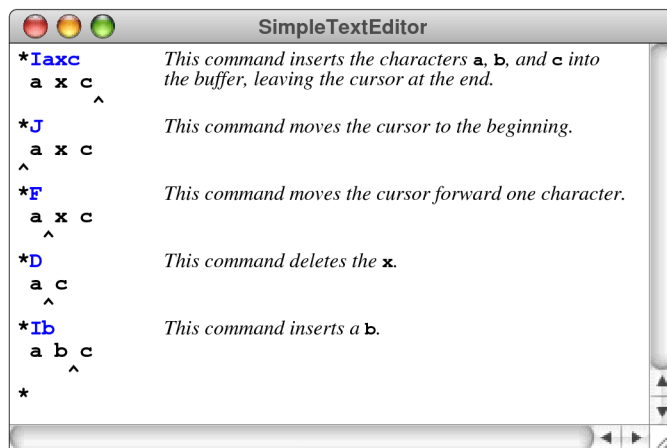 SimpleTextEditor
*Iaxc This command inserts the characters a, b, and c into
a x c the buffer, leaving the cursor at the end.
^
*J This command moves the cursor to the beginning.
a x c
^
*F This command moves the cursor forward one character.
a x c
^
*D This command deletes the x.
a c
^
*Ib This command inserts a b.
a b c
^
*